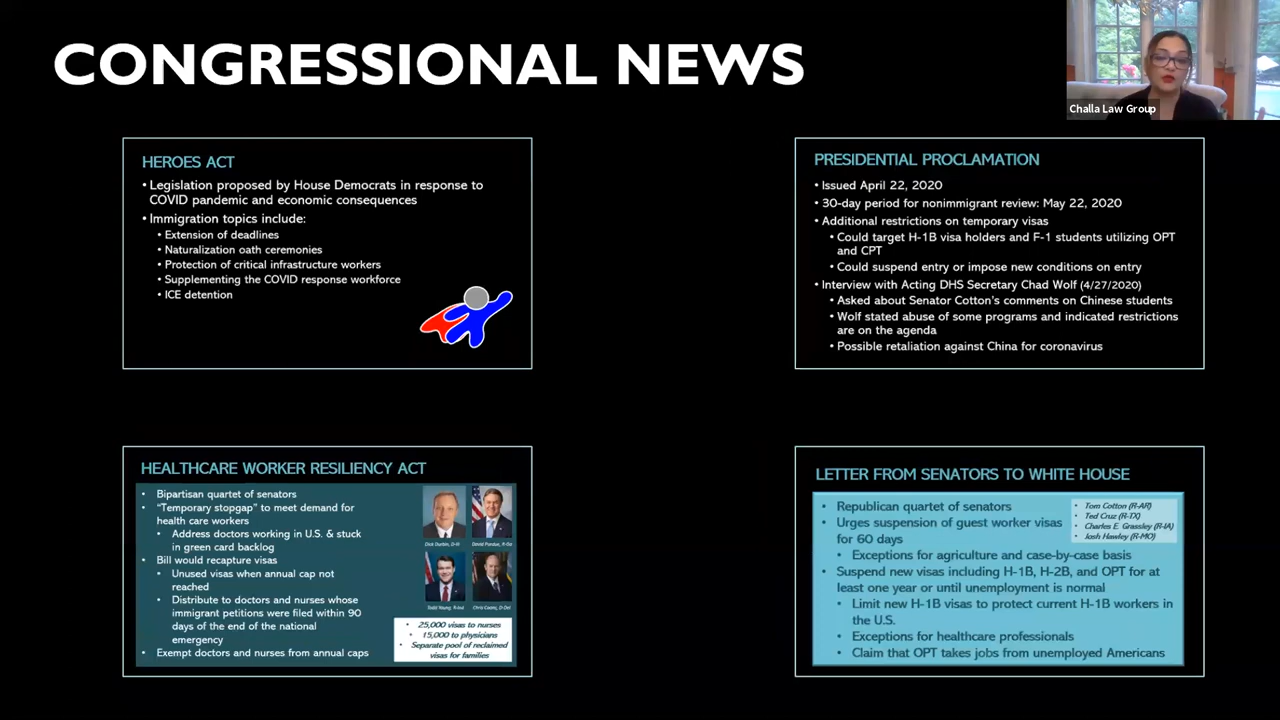 CONGRESSIONAL NEWS
Challa Law Group
HEROES ACT
• Legislation proposed by House Democrats in response to
COVID pandemic and economic consequences
• Immigration topics include:
• Extension of deadlines
• Naturalization oath ceremonies
• Protection of critical infrastructure workers
• Supplementing the COVID response workforce
• ICE detention
PRESIDENTIAL PROCLAMATION
• Issued April 22, 2020
• 30-day period for nonimmigrant review: May 22, 2020
• Additional restrictions on temporary visas
• Could target H-1B visa holders and F-1 students utilizing OPT
and CPT
• Could suspend entry or impose new conditions on entry
• Interview with Acting DHS Secretary Chad Wolf (4/27/2020)
• Asked about Senator Cotton's comments on Chinese students
• Wolf stated abuse of some programs and indicated restrictions
are on the agenda
• Possible retaliation against China for coronavirus
HEALTHCARE WORKER RESILIENCY ACT
• Bipartisan quartet of senators
• "Temporary stopgap" to meet demand for
health care workers
• Address doctors working in U.S. & stuck
in green card backlog
• Bill would recapture visas
• Unused visas when annual cap not
reached
• Distribute to doctors and nurses whose
immigrant petitions were filed within 90
days of the end of the national
emergency
• Exempt doctors and nurses from annual caps
Dick Durbin,
David Perdue,
Todd Young,
Chris Coons,
• 25,000 visas to nurses
• 15,000 to physicians
• Separate pool of reclaimed
visas for families
LETTER FROM SENATORS TO WHITE HOUSE
• Republican quartet of senators
• Urges suspension of guest worker visas
for 60 days
• Exceptions for agriculture and case-by-case basis
• Suspend new visas including H-1B, H-2B, and OPT for at
least one year or until unemployment is normal
• Limit new H-1B visas to protect current H-1B workers in
the U.S.
• Exceptions for healthcare professionals
• Claim that OPT takes jobs from unemployed Americans
• Tom Cotton (R-AR)
• Ted Cruz (R-TX)
• Charles E. Grassley (R-IA)
• Josh Hawley (R-MO)